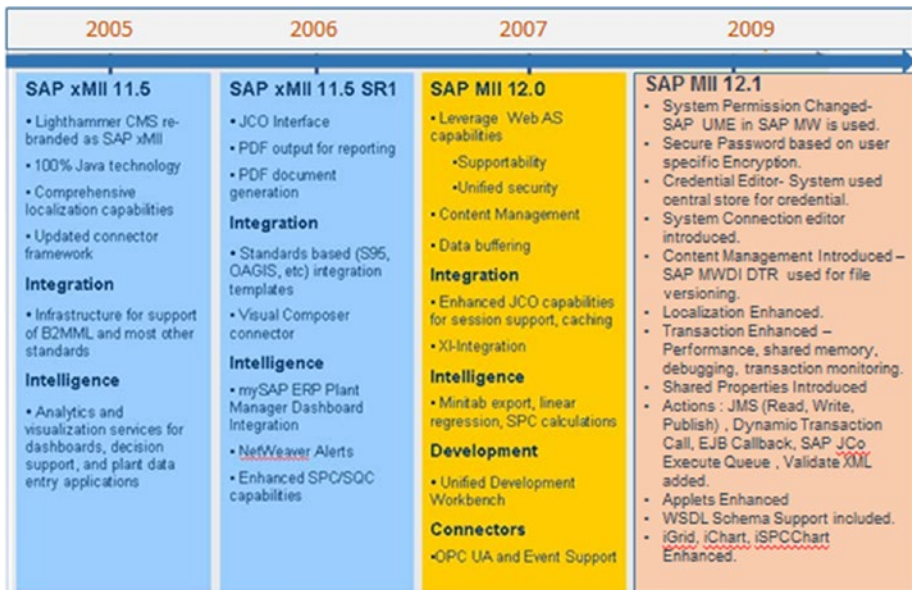 2005
2006
2007
2009
SAP xMII 11.5
• Lighthammer CMS re-
branded as SAP xMII
• 100% Java technology
• Comprehensive
localization capabilities
• Updated connector
framework
Integration
• Infrastructure for support
of B2MML and most other
standards
Intelligence
• Analytics and
visualization services for
dashboards, decision
support, and plant data
entry applications
SAP xMII 11.5 SR1
• JCO Interface
• PDF output for reporting
• PDF document
generation
Integration
• Standards based (S95,
OAGIS, etc) integration
templates
• Visual Composer
connector
Intelligence
• mySAP ERP Plant
Manager Dashboard
Integration
• NetWeaver Alerts
• Enhanced SPC/SQC
capabilities
SAP MII 12.0
• Leverage Web AS
capabilities
•Supportability
•Unified security
• Content Management
• Data buffering
Integration
• Enhanced JCO capabilities
for session support, caching
• XI-Integration
Intelligence
• Minitab export, linear
regression, SPC calculations
Development
• Unified Development
Workbench
Connectors
•OPC UA and Event Support
SAP MII 12.1
• System Permission Changed-
SAP UME in SAP MW is used.
• Secure Password based on user
specific Encryption.
• Credential Editor- System used
central store for credential.
• System Connection editor
introduced.
• Content Management Introduced –
SAP MWDI DTR used for file
versioning.
• Localization Enhanced.
• Transaction Enhanced –
Performance, shared memory,
debugging, transaction monitoring.
• Shared Properties Introduced
• Actions : JMS (Read, Write,
Publish) , Dynamic Transaction
Call, EJB Callback, SAP JCo
Execute Queue , Validate XML
added.
• Applets Enhanced
• WSDL Schema Support included.
• iGrid, iChart, iSPCChart
Enhanced.